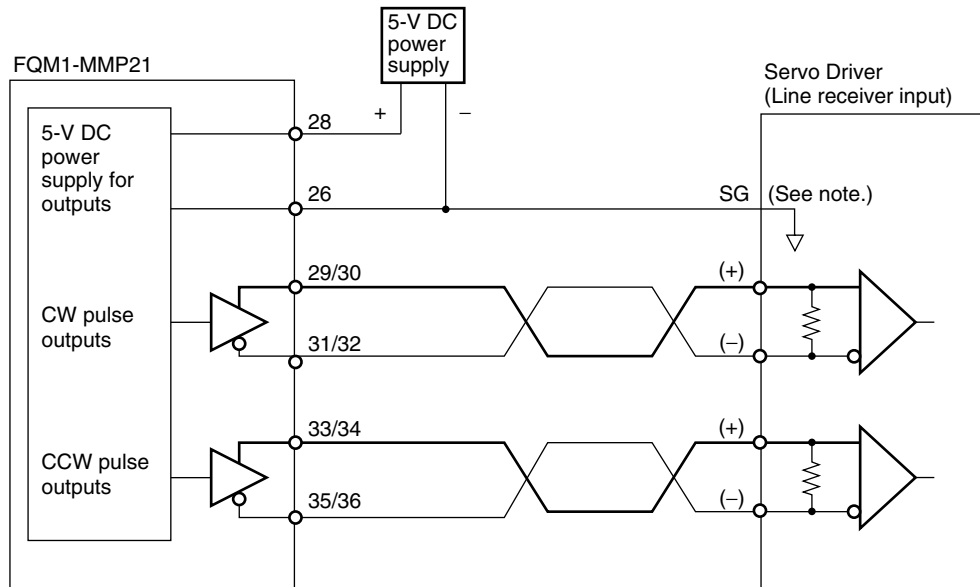 5-V DC
power
supply
FQM1-MMP21
Servo Driver
(Line receiver input)
+
−
5-V DC
power
supply for
outputs
28
26
SG
(See note.)
CW pulse
outputs
29/30
31/32
(+)
(−)
CCW pulse
outputs
33/34
35/36
(+)
(−)